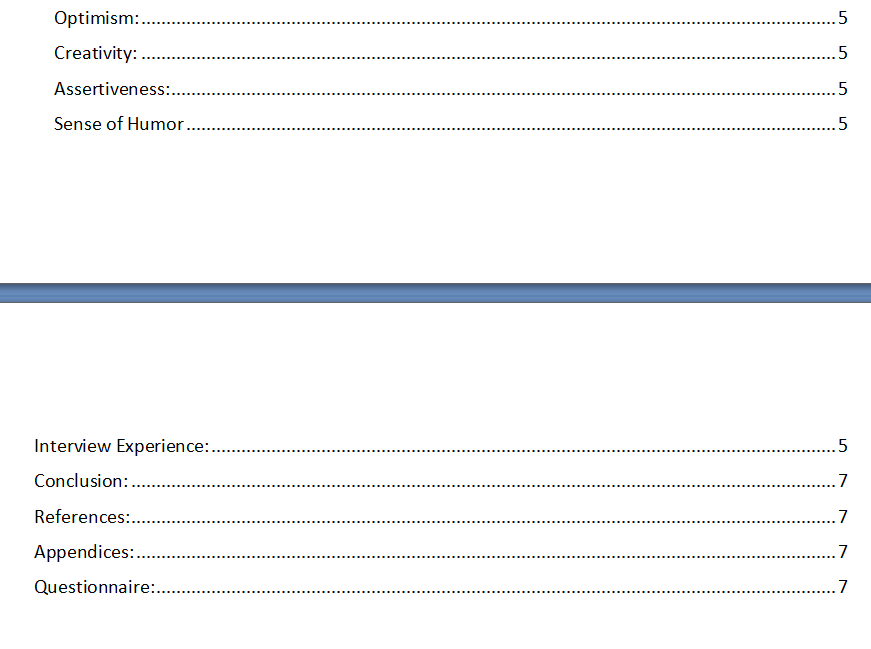 Optimism:..........................................................................................................................................5
Creativity: ..........................................................................................................................................5
Assertiveness:....................................................................................................................................5
Sense of Humor .................................................................................................................................5
Interview Experience:............................................................................................................................5
Conclusion: ............................................................................................................................................7
References:............................................................................................................................................7
Appendices:...........................................................................................................................................7
Questionnaire:.......................................................................................................................................7